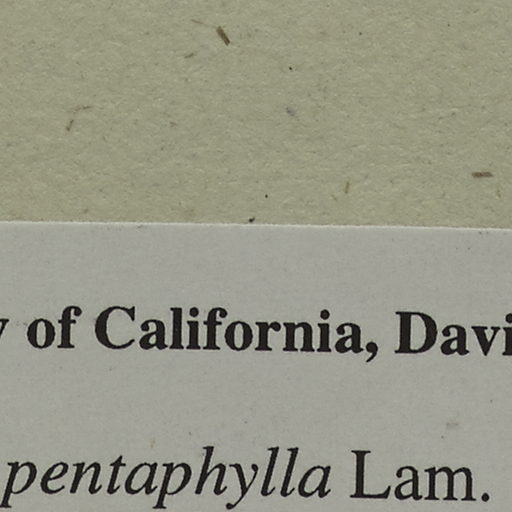 of California, Davi
pentaphylla Lam.